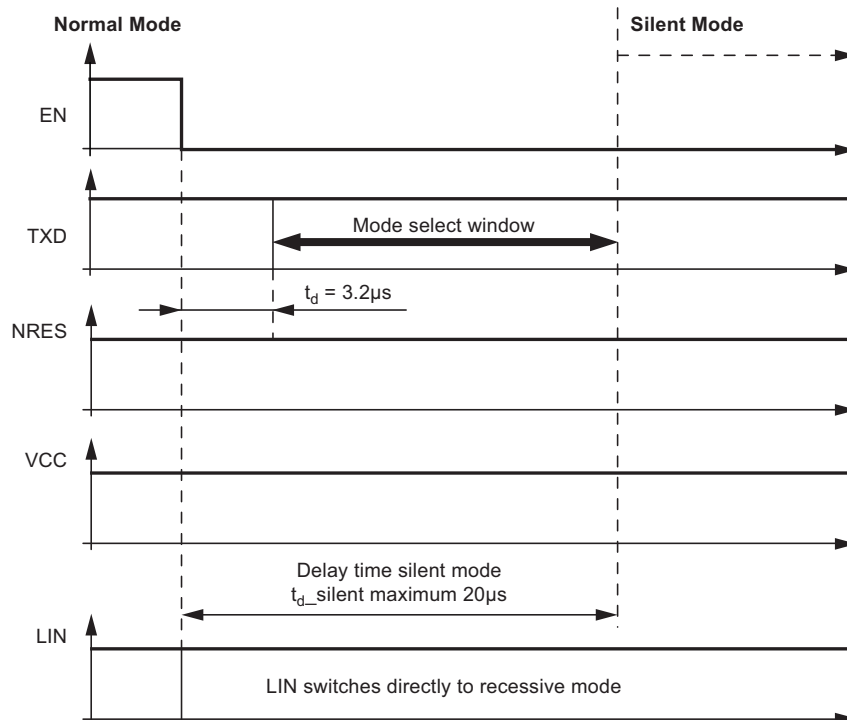 Normal Mode
Silent Mode
EN
TXD
Mode select window
t_d = 3.2µs
NRES
VCC
Delay time silent mode
t_d_silent maximum 20µs
LIN
LIN switches directly to recessive mode